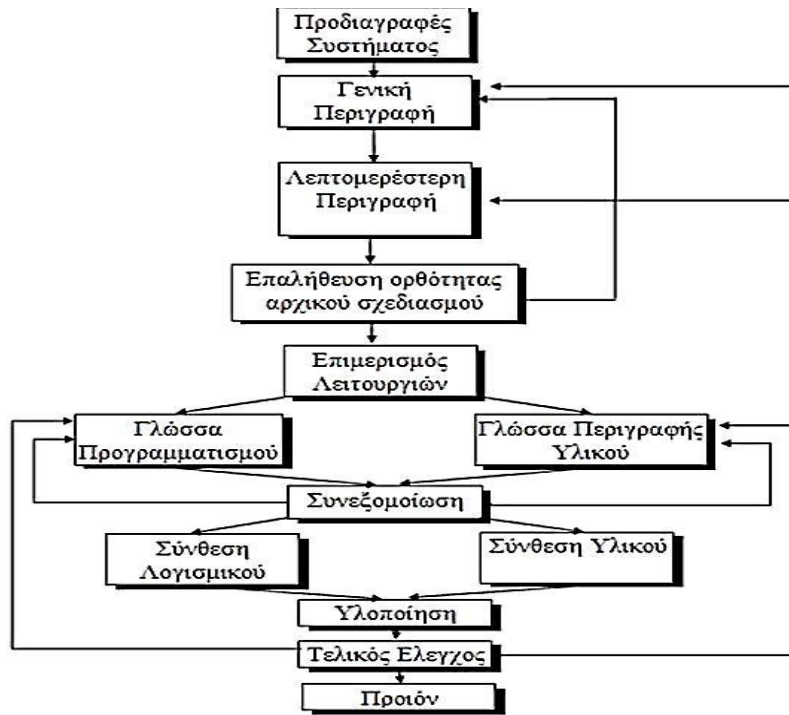 Προδιαγραφές
Συστήματος
Γενική
Περιγραφή
Λεπτομερέστερη
Περιγραφή
Επαλήθευση ορθότητας
αρχικού σχεδιασμού
Επιμερισμός
Λειτουργιών
Γλώσσα
Προγραμματισμού
Γλώσσα Περιγραφής
Υλικού
Συνεξομοίωση
Σύνθεση
Λογισμικού
Σύνθεση Υλικού
Υλοποίηση
Τελικός Ελεγχος
Προιόν